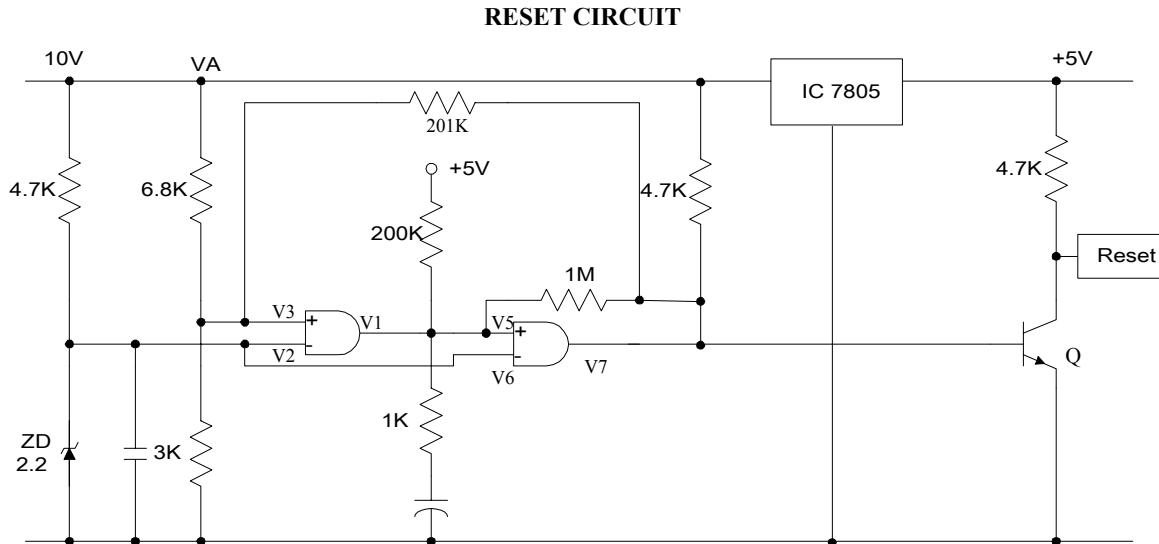 RESET CIRCUIT
10V
VA
IC 7805
+5V
201K
+5V
4.7K
6.8K
4.7K
4.7K
200K
Reset
1M
V3
+
V1
V5
+
-
V2
-
V6
V7
Q
1K
ZD
2.2
3K